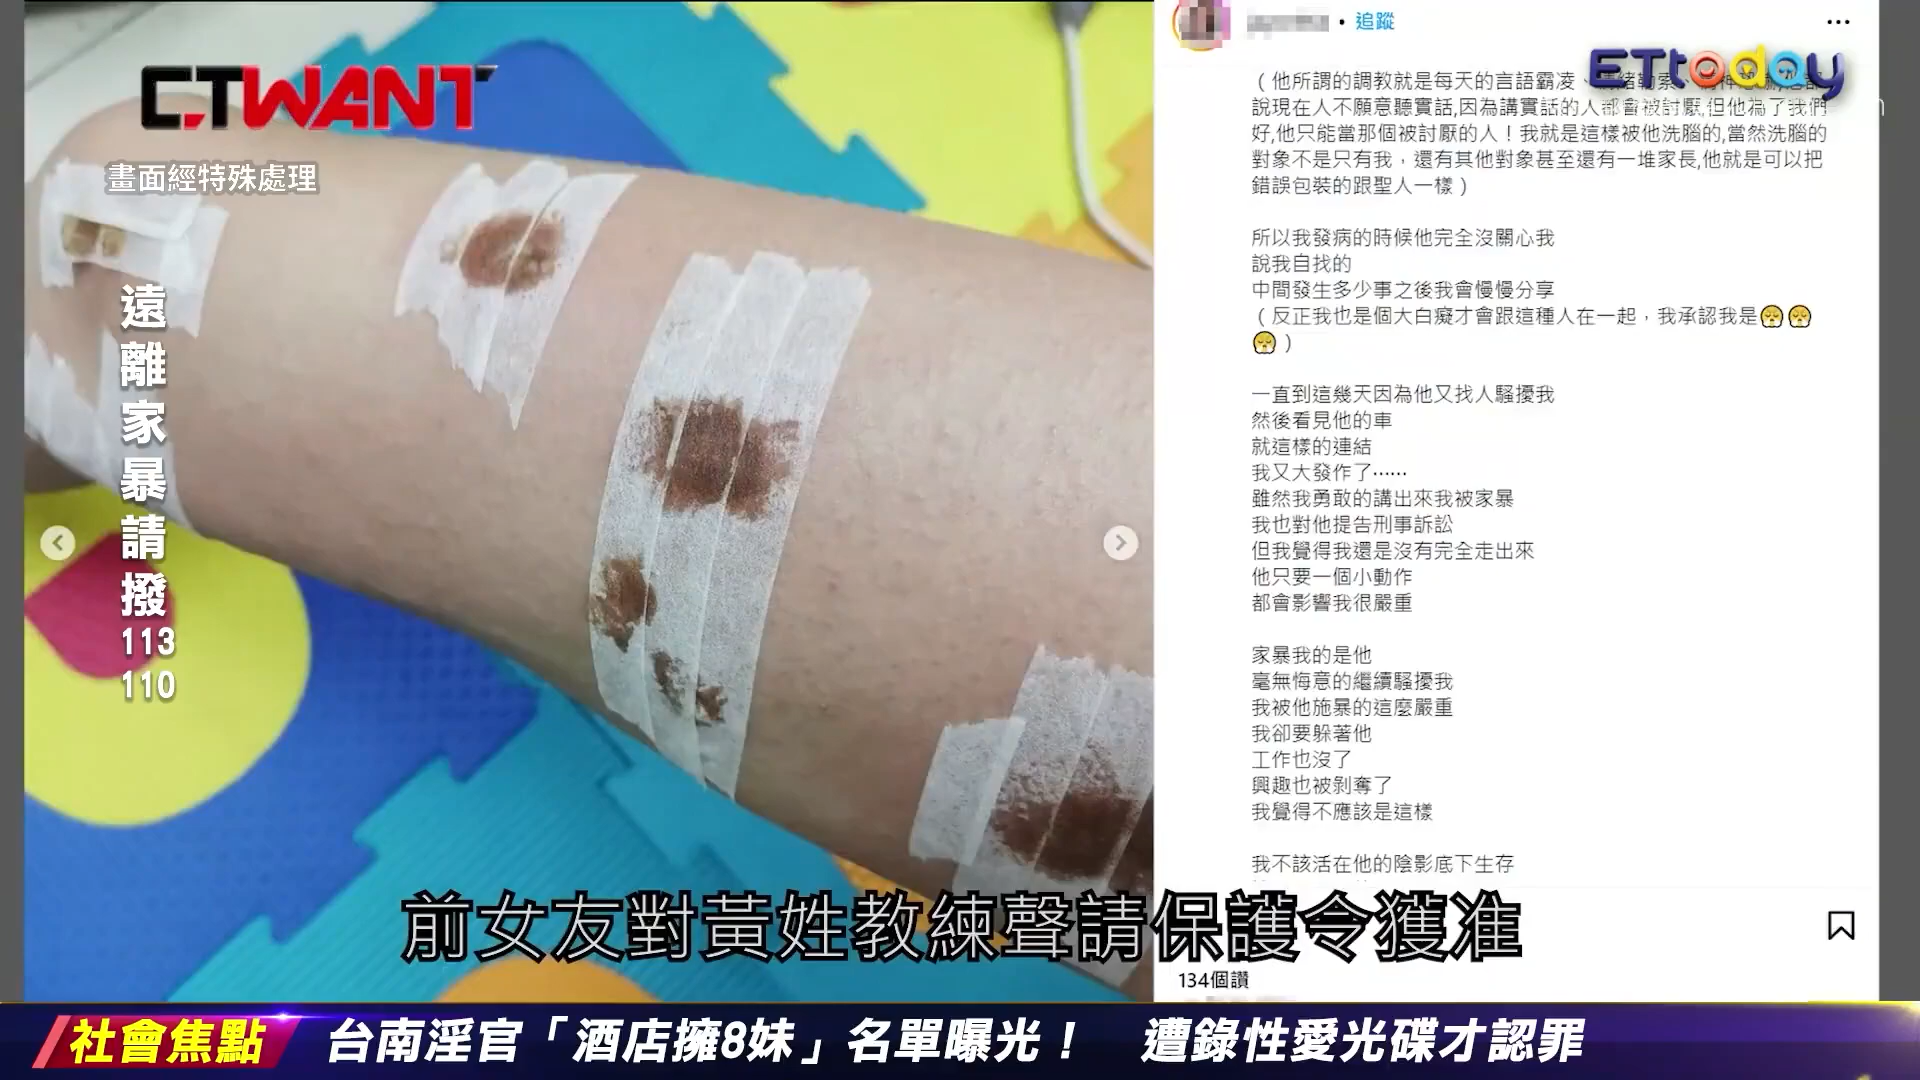 CTWANT
畫面經特殊處理
遠離家暴請撥
113
110
• 追蹤
ETtoday
（他所謂的調教就是每天的言語霸凌、
說現在人不願意聽實話,因為講實話的人都會被討厭,但他為了我們
好,他只能當那個被討厭的人！我就是這樣被他洗腦的,當然洗腦的
對象不是只有我，還有其他對象甚至還有一堆家長,他就是可以把
錯誤包裝的跟聖人一樣）
所以我發病的時候他完全沒關心我
說我自找的
中間發生多少事之後我會慢慢分享
（反正我也是個大白癡才會跟這種人在一起，我承認我是😤😤
😤）
一直到這幾天因為他又找人騷擾我
然後看見他的車
就這樣的連結
我又大發作了⋯⋯
雖然我勇敢的講出來我被家暴
我也對他提告刑事訴訟
但我覺得我還是沒有完全走出來
他只要一個小動作
都會影響我很嚴重
家暴我的是他
毫無悔意的繼續騷擾我
我被他施暴的這麼嚴重
我卻要躲著他
工作也沒了
興趣也被剝奪了
我覺得不應該是這樣
我不該活在他的陰影底下生存
134個讚
前女友對黃姓教練聲請保護令獲准
社會焦點 台南淫官「酒店擁8妹」名單曝光！ 遭錄性愛光碟才認罪